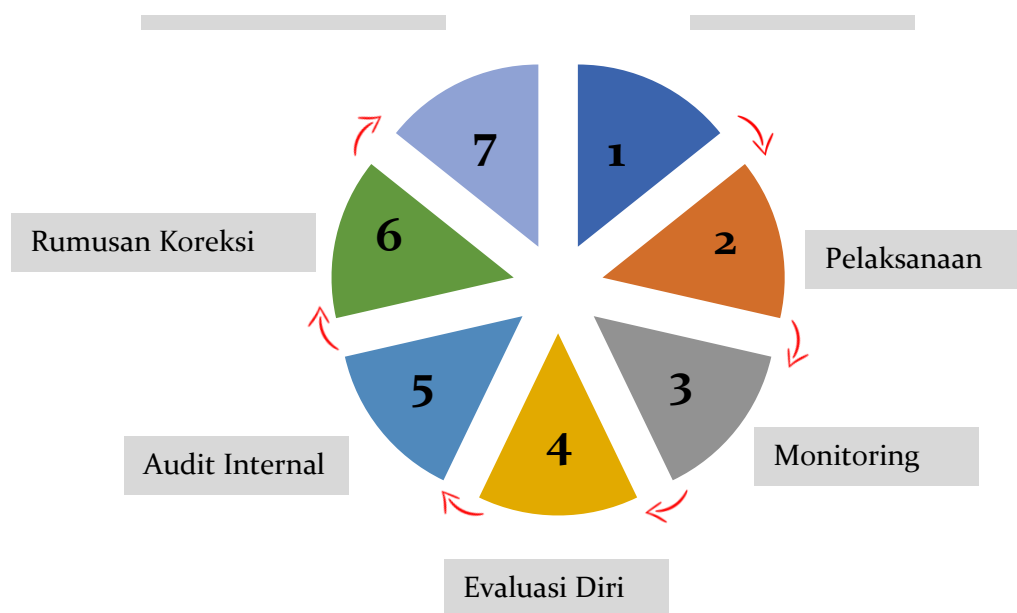 7
1
6
2
Rumusan Koreksi
Pelaksanaan
5
3
Audit Internal
4
Monitoring
Evaluasi Diri